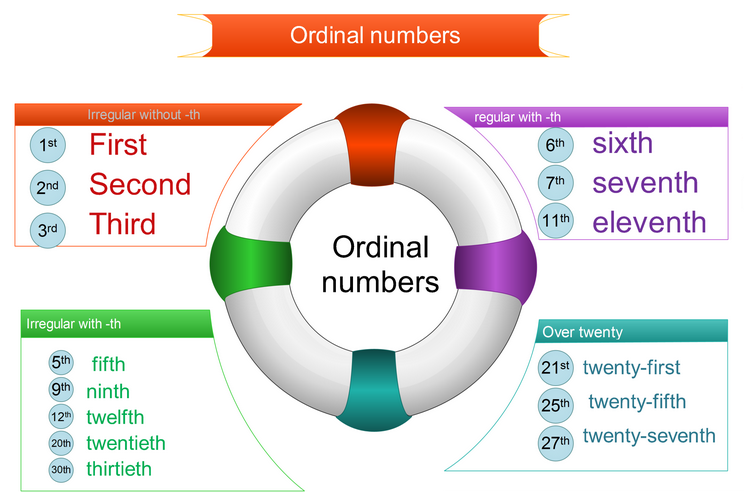 Ordinal numbers
Irregular without -th
1st First
2nd Second
3rd Third
regular with -th
6th sixth
7th seventh
11th eleventh
Ordinal
numbers
Irregular with -th
5th fifth
9th ninth
12th twelfth
20th twentieth
30th thirtieth
Over twenty
21st twenty-first
25th twenty-fifth
27th twenty-seventh